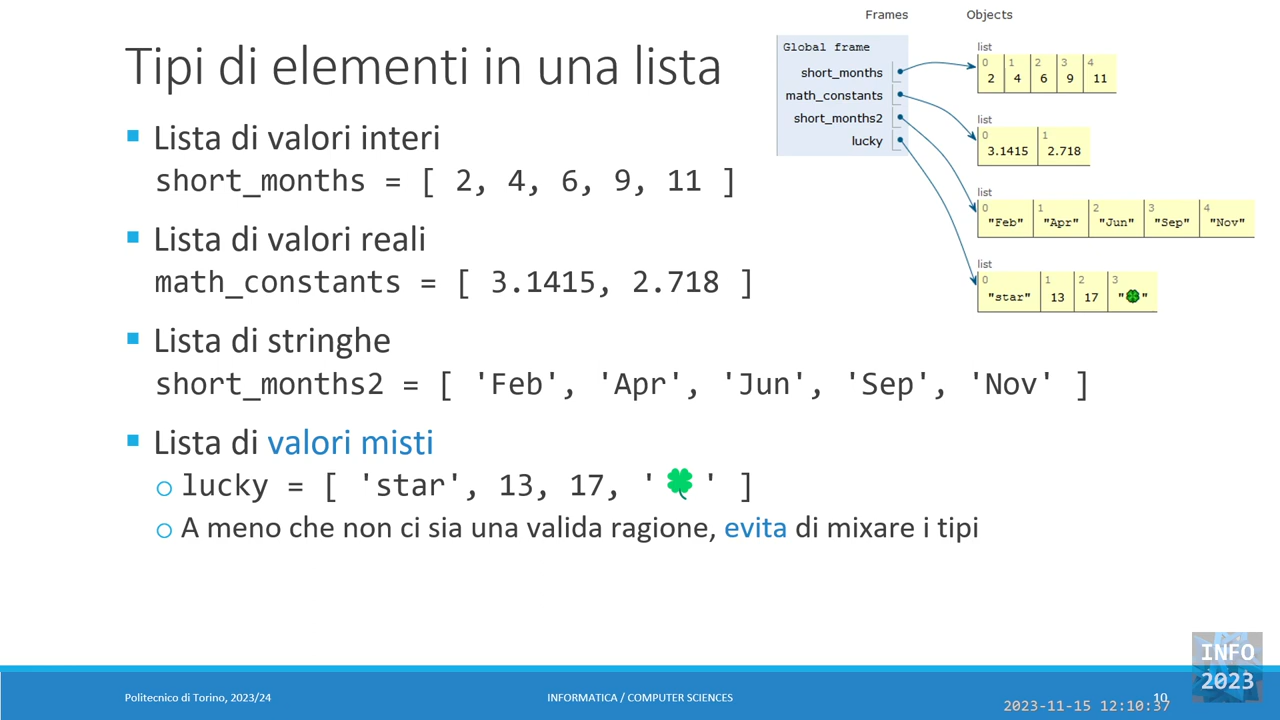 Tipi di elementi in una lista
▪ Lista di valori interi
short_months = [ 2, 4, 6, 9, 11 ]
▪ Lista di valori reali
math_constants = [ 3.1415, 2.718 ]
▪ Lista di stringhe
short_months2 = [ 'Feb', 'Apr', 'Jun', 'Sep', 'Nov' ]
▪ Lista di valori misti
o lucky = [ 'star', 13, 17, '🍀' ]
o A meno che non ci sia una valida ragione, evita di mixare i tipi
Frames Objects
Global frame
short_months
math_constants
short_months2
lucky
list
0 1 2 3 4
2 4 6 9 11
list
0 1
3.1415 2.718
list
0 1 2 3 4
"Feb" "Apr" "Jun" "Sep" "Nov"
list
0 1 2 3
"star" 13 17 "🍀"
Politecnico di Torino, 2023/24
INFORMATICA / COMPUTER SCIENCES
10
INFO
2023
2023-11-15 12:10:37